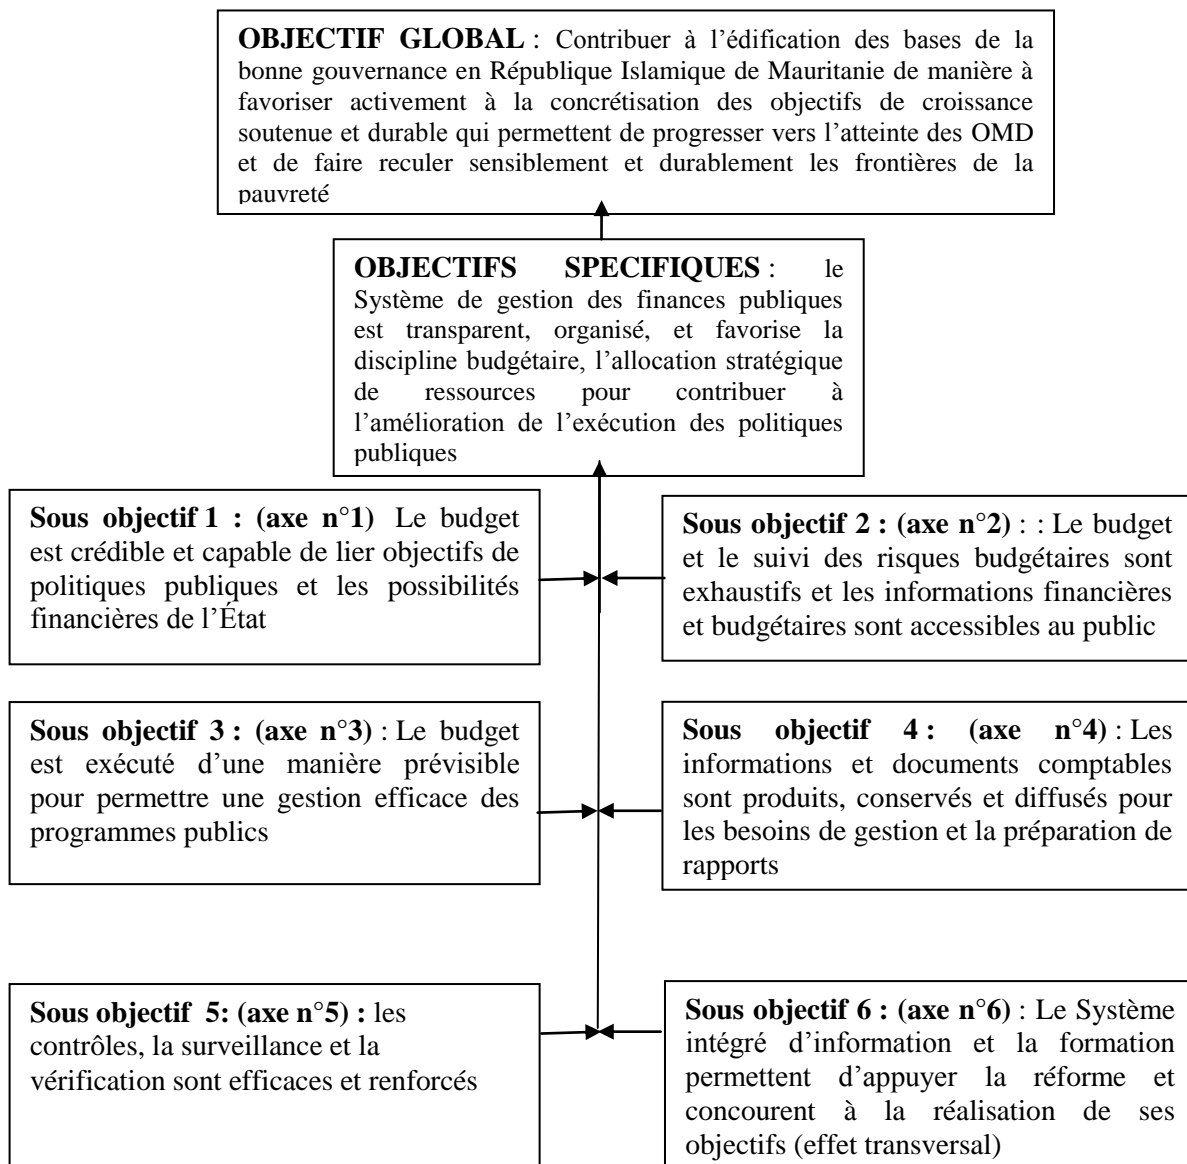 OBJECTIF GLOBAL : Contribuer à l’édification des bases de la
bonne gouvernance en République Islamique de Mauritanie de manière à
favoriser activement à la concrétisation des objectifs de croissance
soutenue et durable qui permettent de progresser vers l’atteinte des OMD
et de faire reculer sensiblement et durablement les frontières de la
pauvreté
OBJECTIFS SPECIFIQUES : le
Système de gestion des finances publiques
est transparent, organisé, et favorise la
discipline budgétaire, l’allocation stratégique
de ressources pour contribuer à
l’amélioration de l’exécution des politiques
publiques
Sous objectif 1 : (axe n°1) Le budget
est crédible et capable de lier objectifs de
politiques publiques et les possibilités
financières de l’État
Sous objectif 2 : (axe n°2) : : Le budget
et le suivi des risques budgétaires sont
exhaustifs et les informations financières
et budgétaires sont accessibles au public
Sous objectif 3 : (axe n°3) : Le budget
est exécuté d’une manière prévisible
pour permettre une gestion efficace des
programmes publics
Sous objectif 4 : (axe n°4) : Les
informations et documents comptables
sont produits, conservés et diffusés pour
les besoins de gestion et la préparation de
rapports
Sous objectif 5: (axe n°5) : les
contrôles, la surveillance et la
vérification sont efficaces et renforcés
Sous objectif 6 : (axe n°6) : Le Système
intégré d’information et la formation
permettent d’appuyer la réforme et
concourent à la réalisation de ses
objectifs (effet transversal)